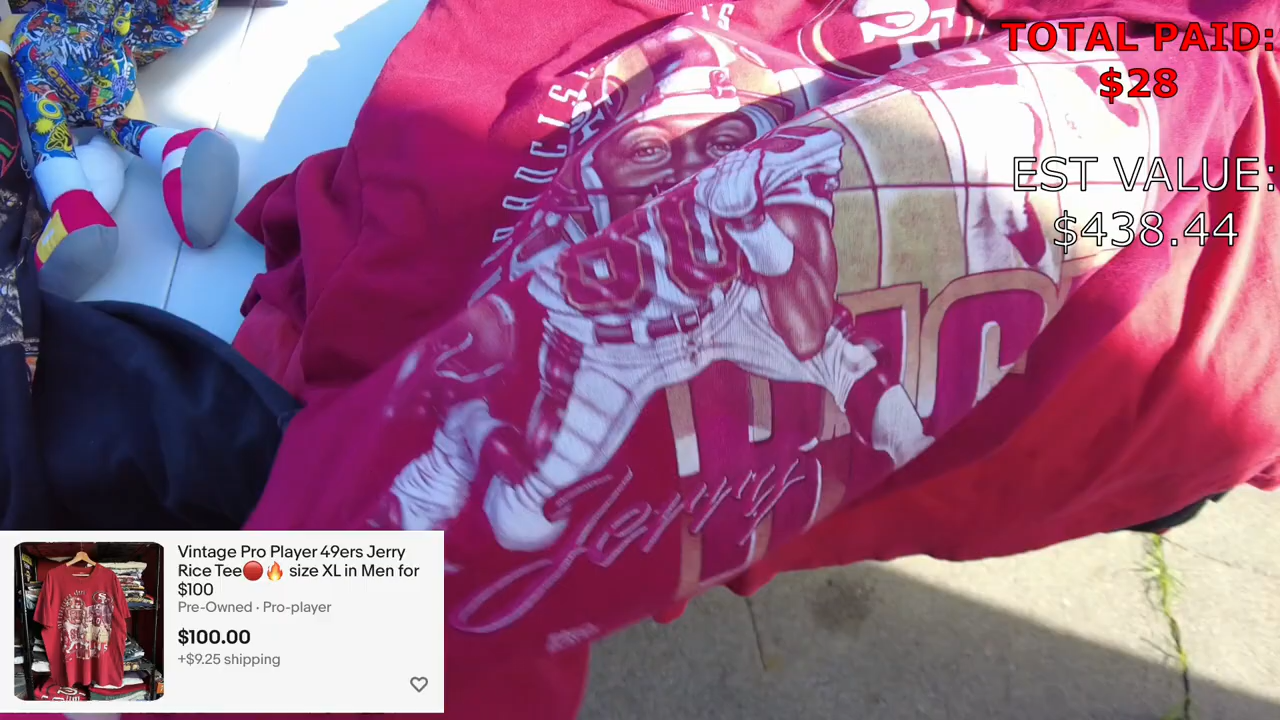 TOTAL PAID:
$28
EST VALUE:
$438.44
SF
80
Jerry
Vintage Pro Player 49ers Jerry
Rice Tee🔴🔥 size XL in Men for
$100
Pre-Owned · Pro-player
$100.00
+$9.25 shipping